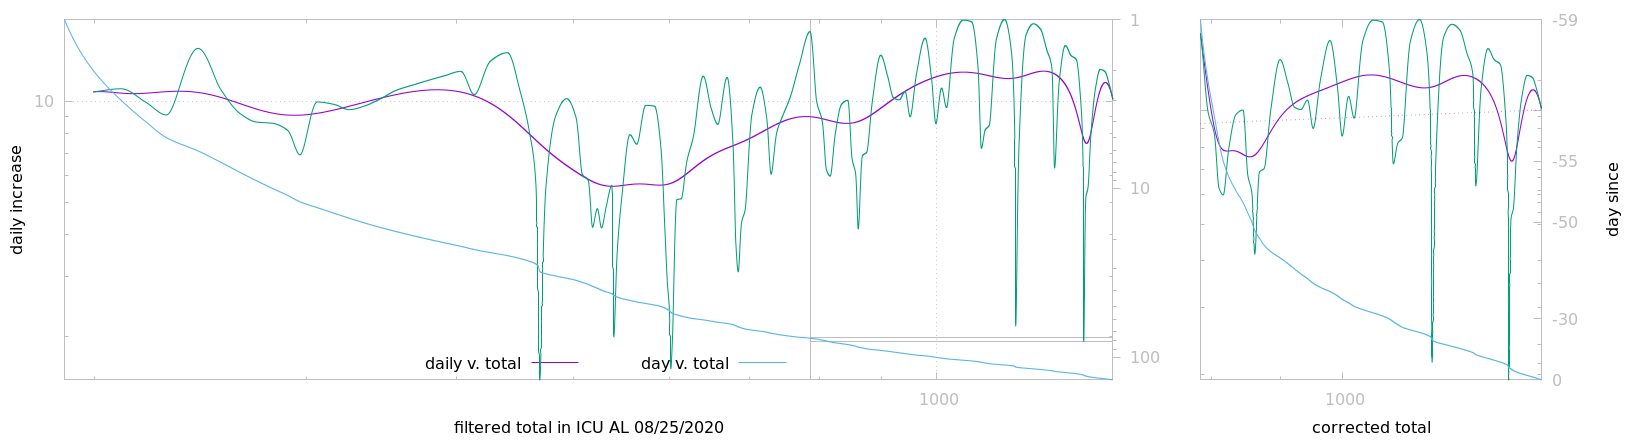 1
-59
10
-55
10
-50
daily increase
day since
-30
daily v. total
day v. total
100
0
1000
1000
filtered total in ICU AL 08/25/2020
corrected total